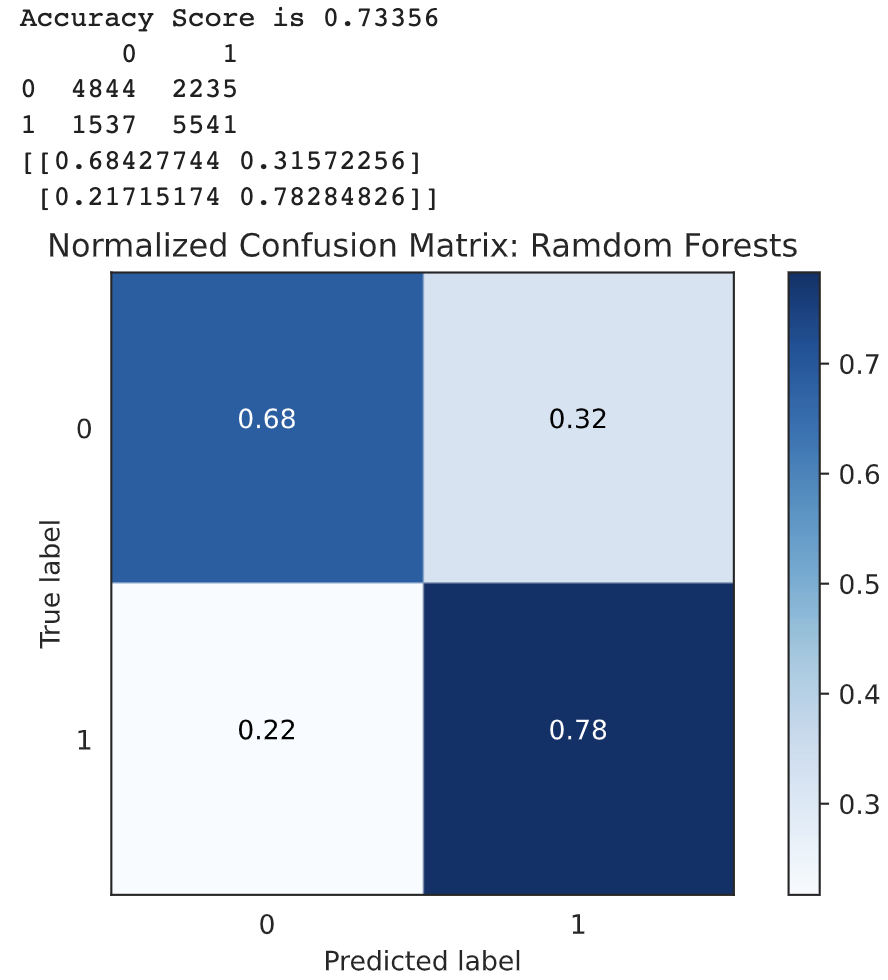 Accuracy Score is 0.73356
0 1
0 4844 2235
1 1537 5541
[[0.68427744 0.31572256]
[0.21715174 0.78284826]]
Normalized Confusion Matrix: Ramdom Forests
0.7
0 0.68 0.32
0.6
True label
0.5
0.4
1 0.22 0.78
0.3
0 1
Predicted label